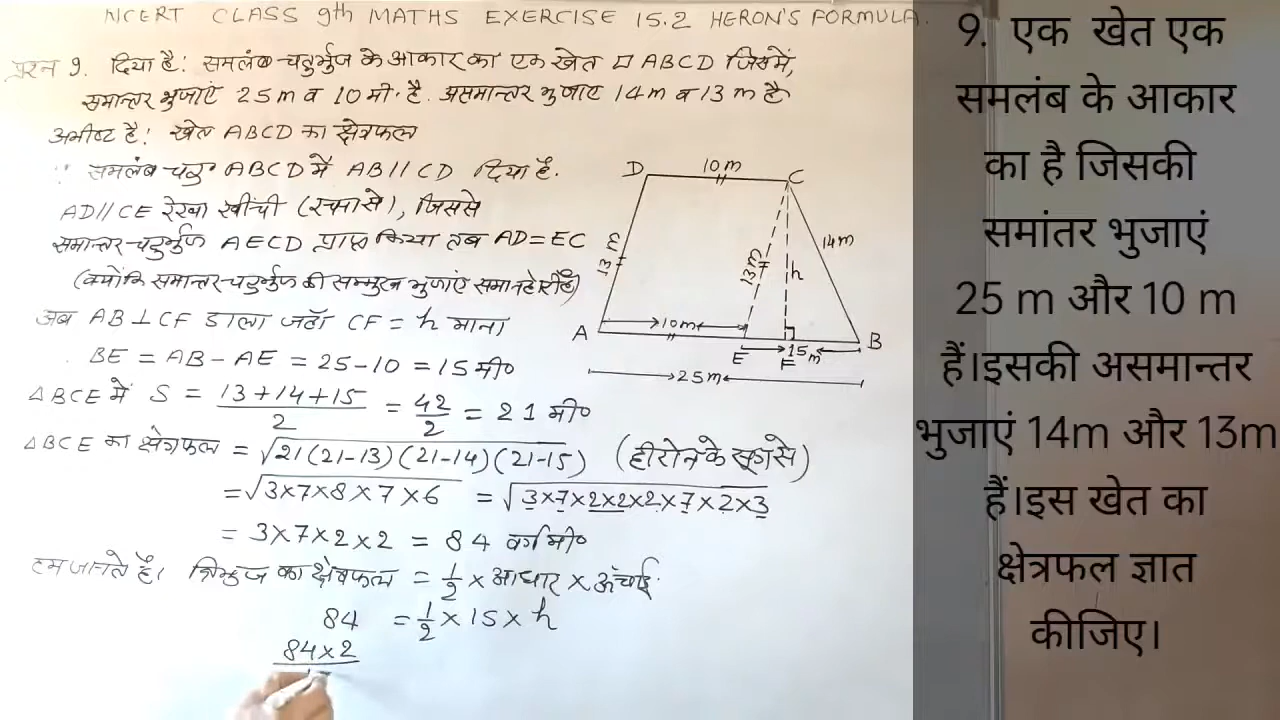 NCERT CLASS 9th MATHS EXERCISE 15.2 HERON'S FORMULA.
प्रश्न 9. दिया है: समलंब चतुर्भुज के आकार का एक खेत □ ABCD जिसमें,
समान्तर भुजाएं 25m व 10 मी. है. असमान्तर भुजाएं 14m व 13 m है
अभीष्ट है: खेत ABCD का क्षेत्रफल
∵ समलंब चतु° ABCD में AB // CD दिया है.
AD//CE रेखा खींची (रचना से), जिससे
समान्तर-चतुर्भुज AECD प्राप्त किया तब AD=EC
(क्योंकि समान्तर-चतुर्भुज की सम्मुख भुजाएं समान होती हैं)
अब AB⊥CF डाला जहाँ CF = h माना
BE = AB-AE = 25-10 = 15 मी०
△BCE में S = 13+14+15/2 = 42/2 = 21 मी०
△BCE का क्षेत्रफल = √21(21-13)(21-14)(21-15) (हीरोन के सूत्र से)
= √3×7×8×7×6 = √3×7×2×2×2×7×2×3
= 3×7×2×2 = 84 वर्ग मी०
हम जानते है। त्रिभुज का क्षेत्रफल = 1/2 × आधार × ऊँचाई
84 = 1/2 × 15 × h
84×2
D 10m C
13m 13m h 14m
A 10m E F 15m B
25m
9. एक खेत एक
समलंब के आकार
का है जिसकी
समांतर भुजाएं
25 m और 10 m
हैं।इसकी असमान्तर
भुजाएं 14m और 13m
हैं।इस खेत का
क्षेत्रफल ज्ञात
कीजिए।